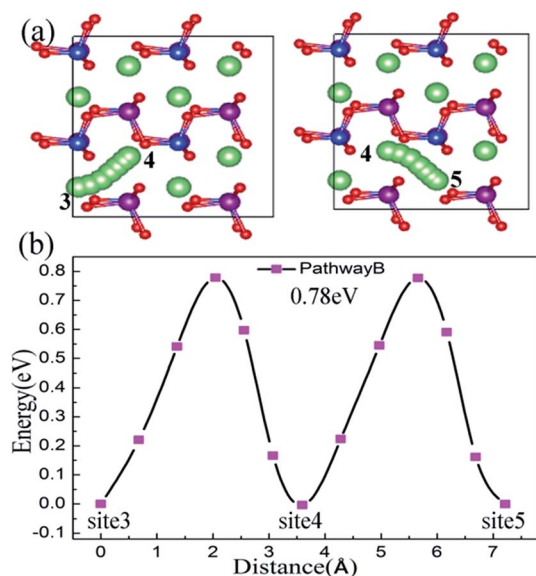 (a)
4
3
4
5
(b)
0.8
0.7
0.6
0.5
0.4
0.3
0.2
0.1
0.0
-0.1
Energy(eV)
PathwayB
0.78eV
site3
site4
site5
0 1 2 3 4 5 6 7
Distance(Å)